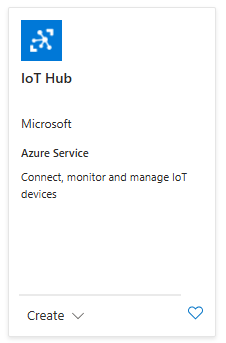 IoT Hub
Microsoft
Azure Service
Connect, monitor and manage IoT
devices
Create